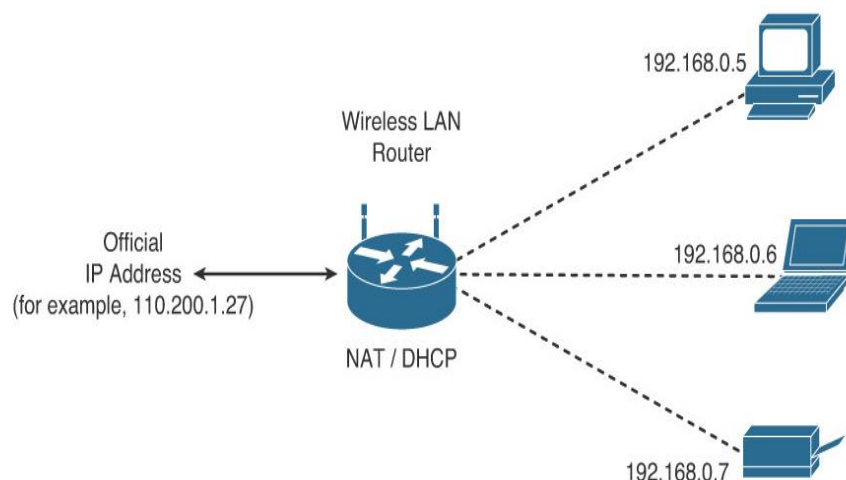 192.168.0.5
Wireless LAN
Router
Official
IP Address
(for example, 110.200.1.27)
192.168.0.6
NAT / DHCP
192.168.0.7